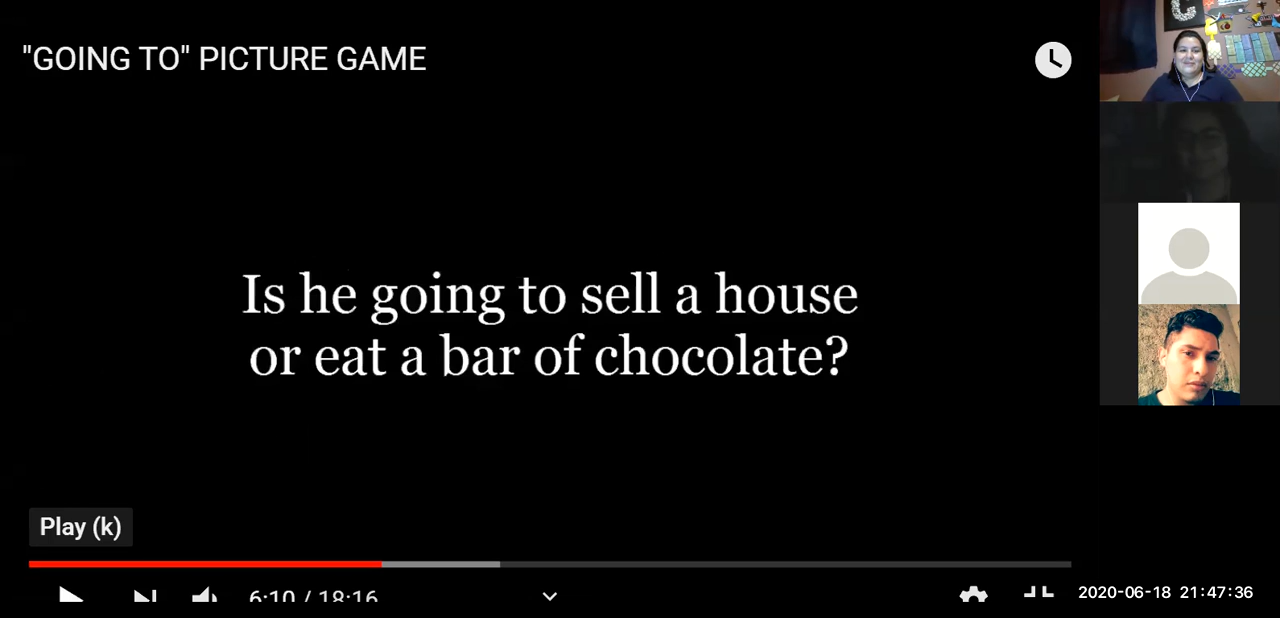 "GOING TO" PICTURE GAME
Is he going to sell a house
or eat a bar of chocolate?
Play (k)
6:10 / 18:16
2020-06-18 21:47:36